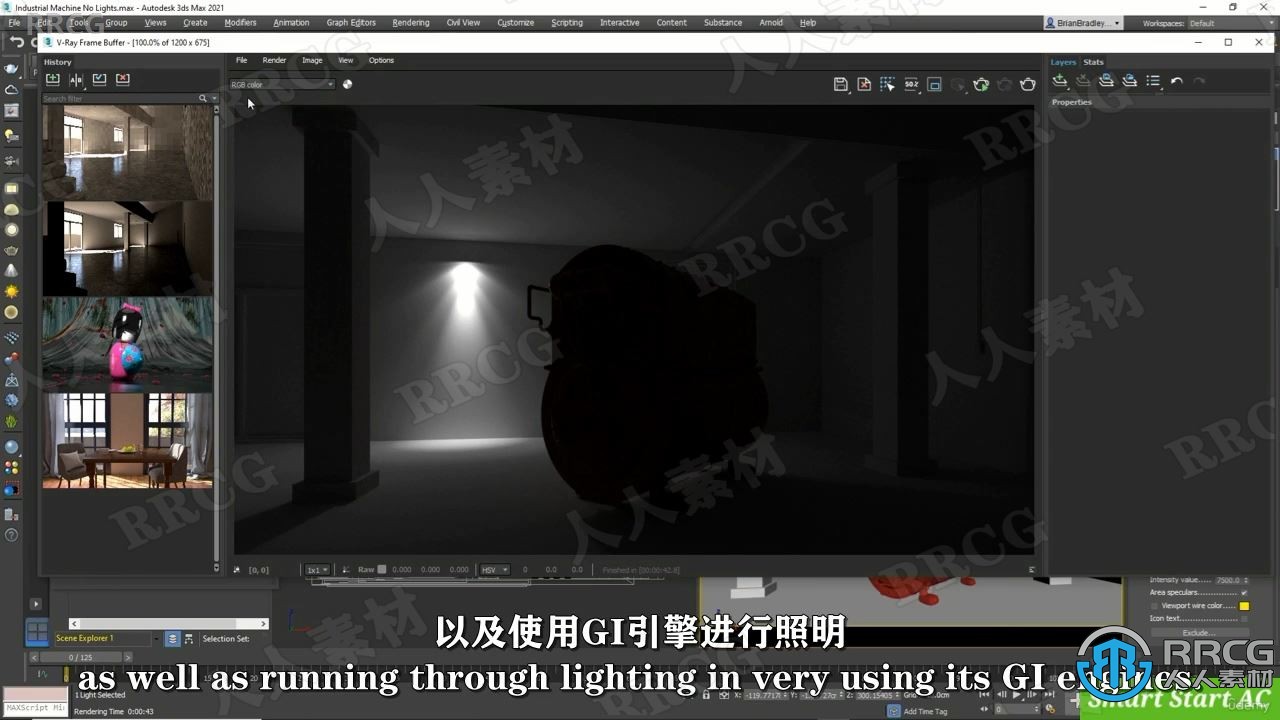 Industrial Machine No Lights.max - Autodesk 3ds Max 2021
File Edit Tools Group Views Create Modifiers Animation Graph Editors Rendering Civil View Customize Scripting Interactive Content Substance Arnold Help
BrianBradley...
Workspaces: Default
V-Ray Frame Buffer - [100.0% of 1200 x 675]
History
File Render Image View Options
Layers Stats
RGB color
Search filter
Properties
人人素材
RRCG
[0, 0]
1x1
Raw 0.000 0.000 0.000
HSV 0 0.0 0.0
Finished in [00:00:42.8]
Intensity value... 7500.0
Area speculars
Viewport wire color
Icon text
Exclude...
Scene Explorer 1
Selection Set:
0 / 125
以及使用GI引擎进行照明
as well as running through lighting in very using its GI engines.
1 Light Selected
MAXScript Mi
Rendering Time 0:00:43
Add Time Tag
RRCG
人人素材
Smart Start AC
Udemy